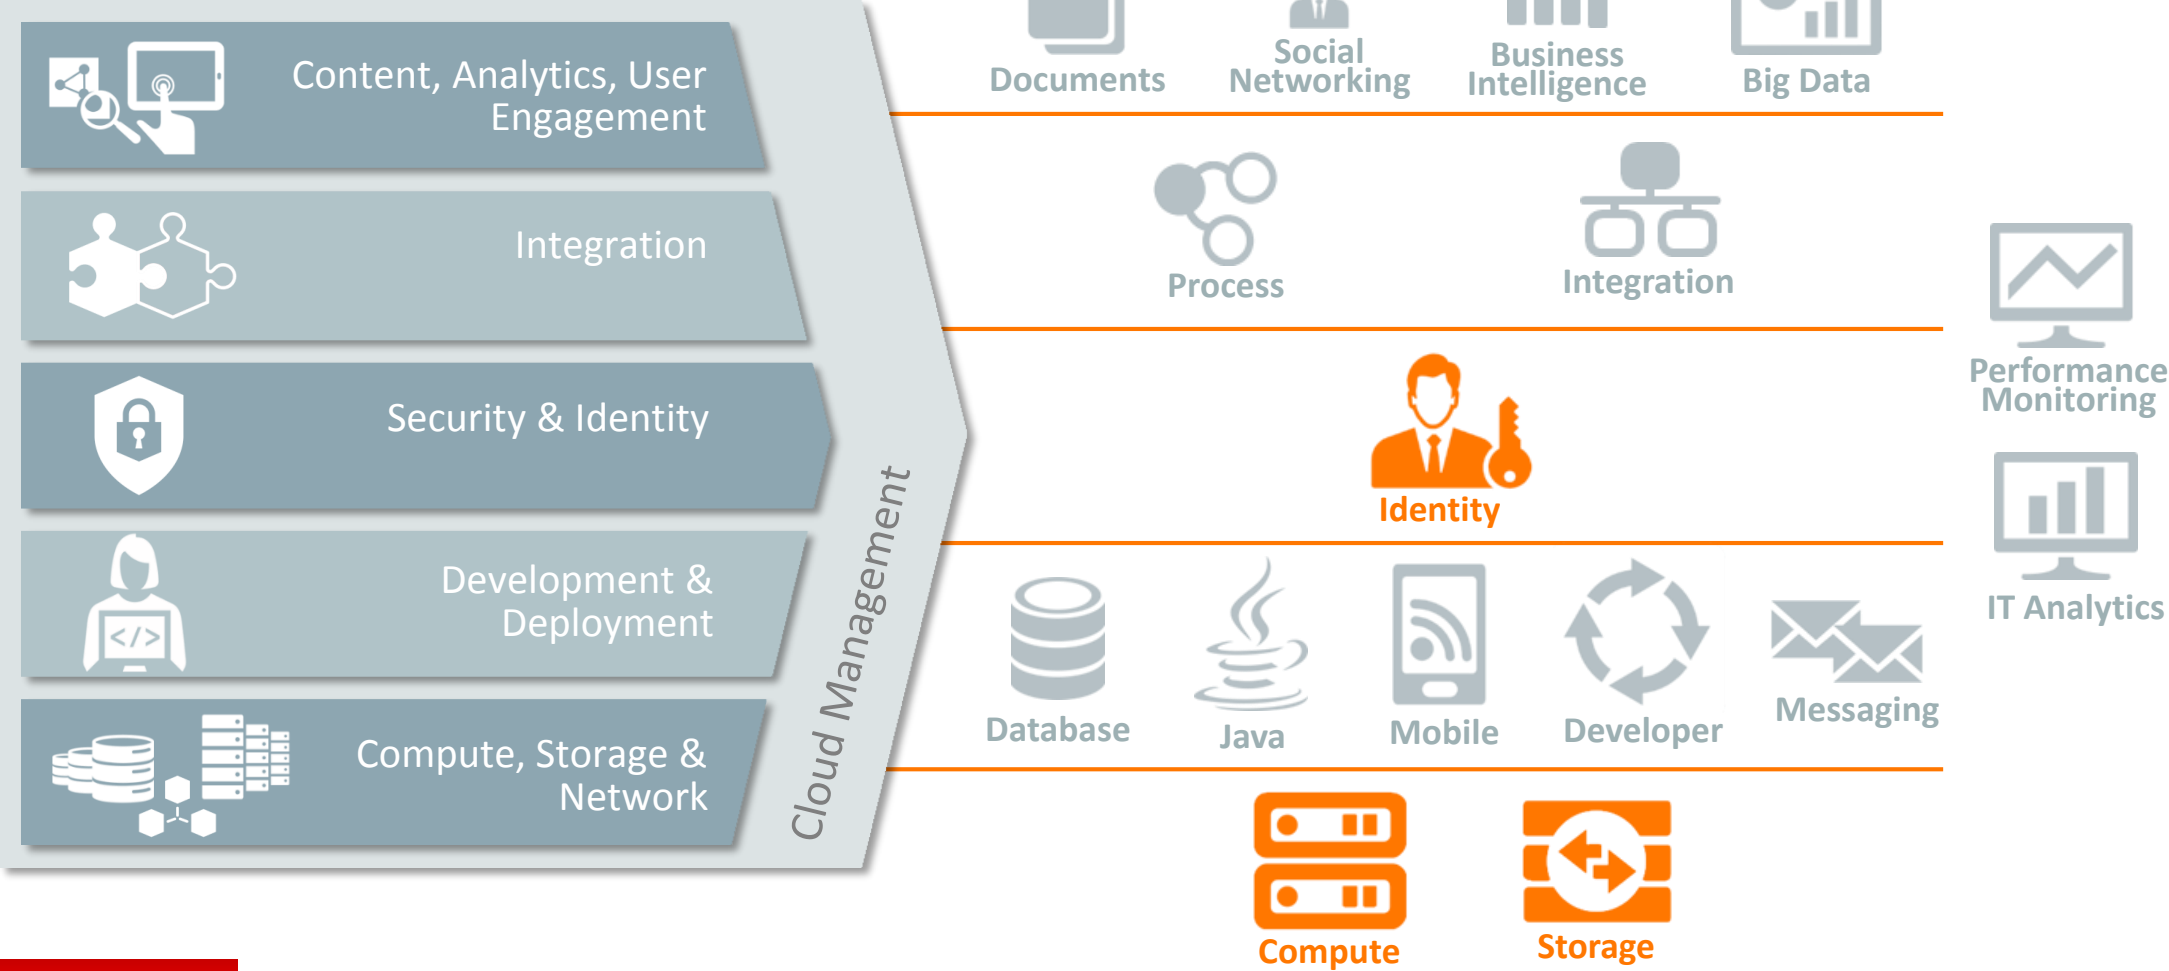 Content, Analytics, User
Engagement
Integration
Security & Identity
Development &
Deployment
</>
Compute, Storage &
Network
Cloud Management
Documents
Social
Networking
Business
Intelligence
Big Data
Process
Integration
Identity
Database
Java
Mobile
Developer
Messaging
Compute
Storage
Performance
Monitoring
IT Analytics